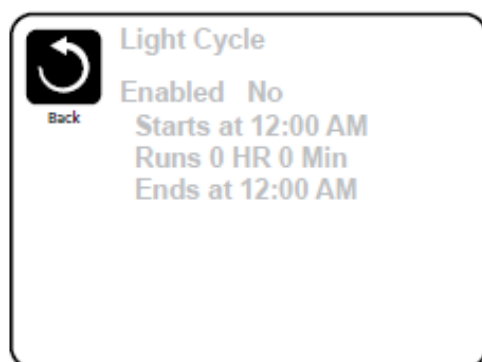 Light Cycle
Back
Enabled No
Starts at 12:00 AM
Runs 0 HR 0 Min
Ends at 12:00 AM